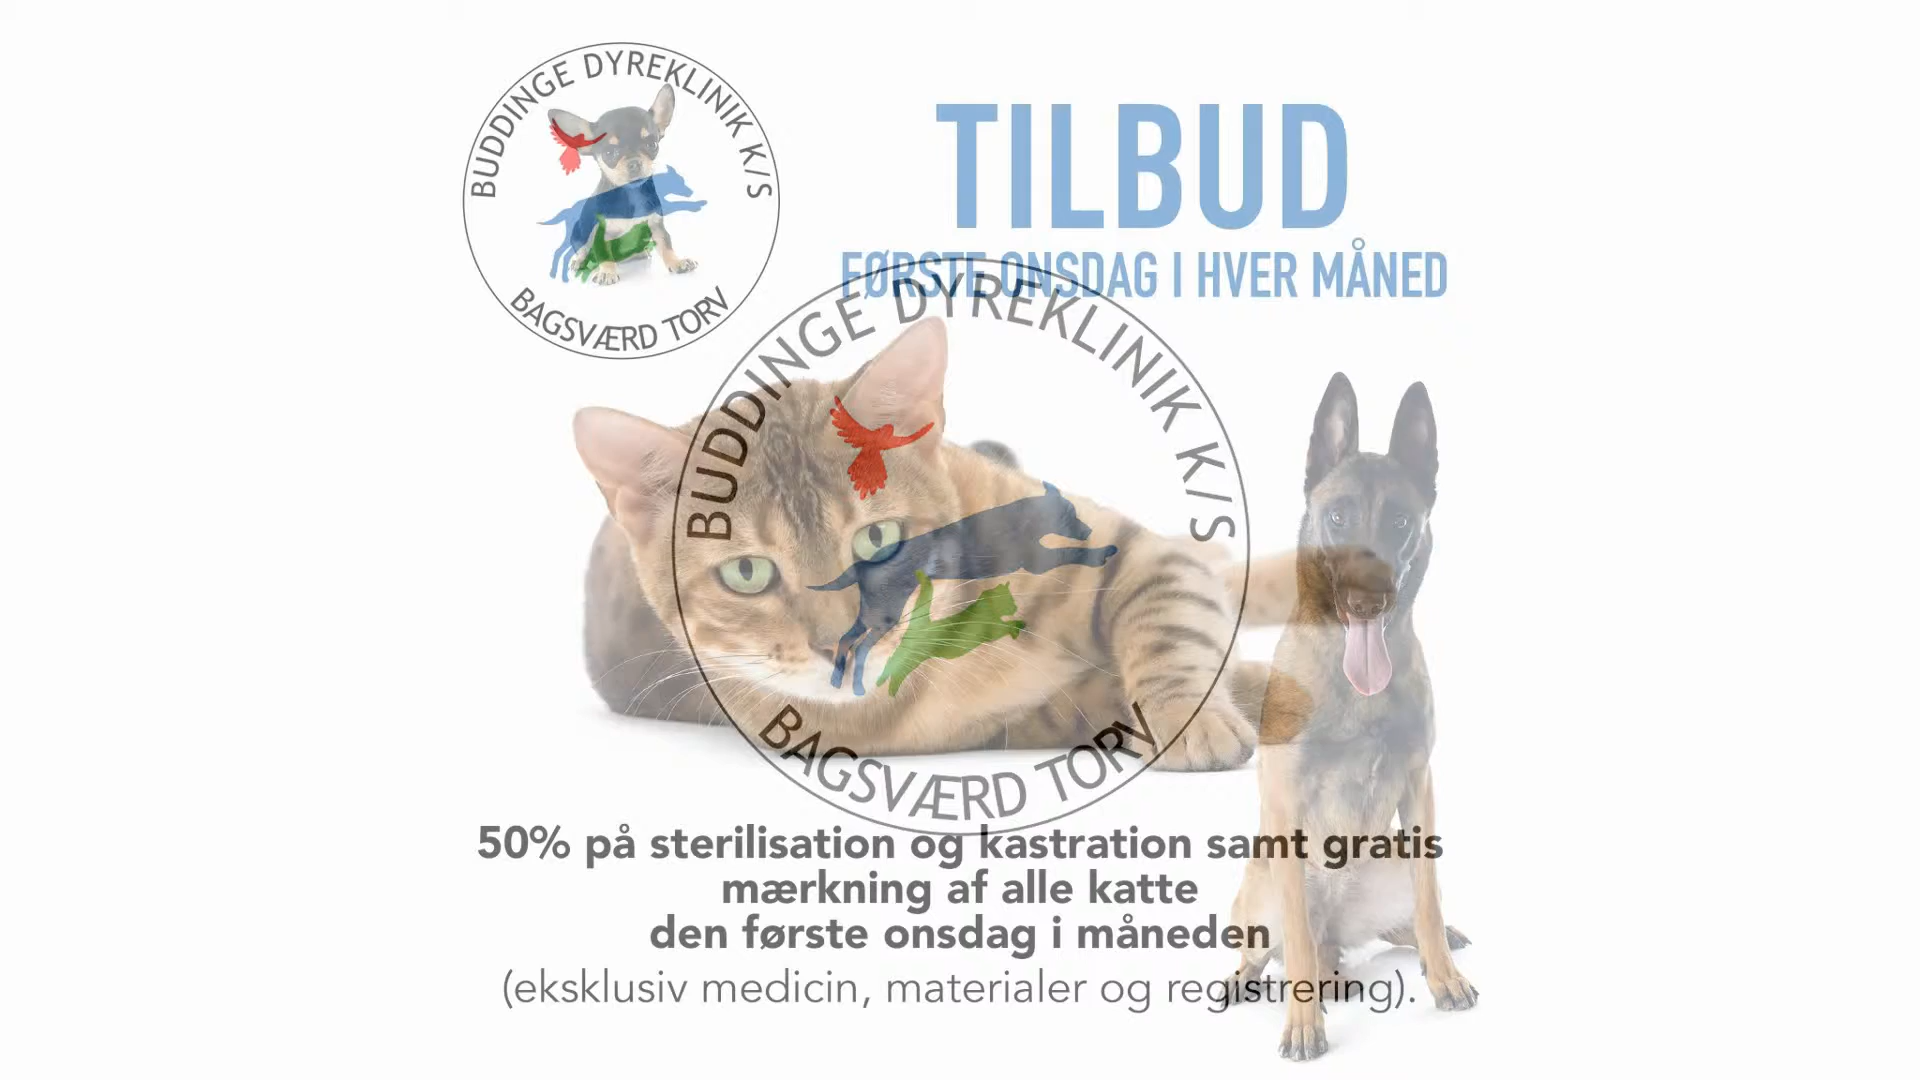 BUDDINGE DYREKLINIK K/S
BAGSVÆRD TORV
TILBUD
FØRSTE ONSDAG I HVER MÅNED
BUDDINGE DYREKLINIK K/S
BAGSVÆRD TORV
50% på sterilisation og kastration samt gratis
mærkning af alle katte
den første onsdag i måneden
(eksklusiv medicin, materialer og registrering).